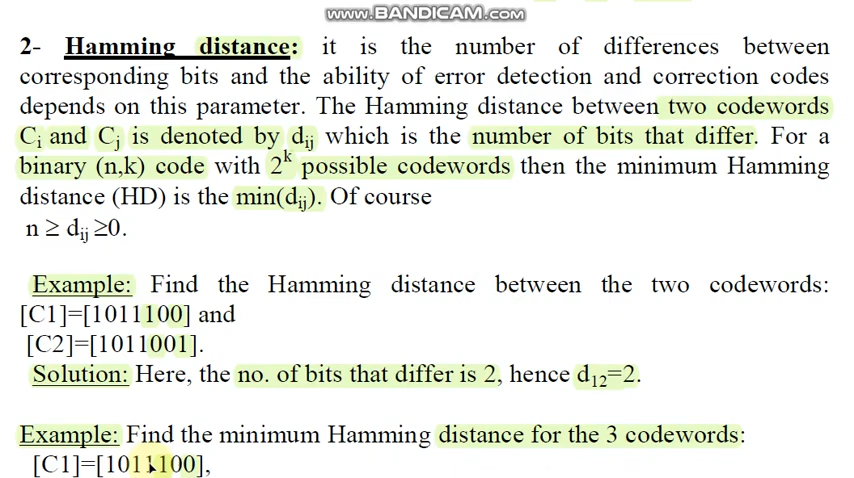 www.BANDICAM.com
2- Hamming distance: it is the number of differences between
corresponding bits and the ability of error detection and correction codes
depends on this parameter. The Hamming distance between two codewords
Ci and Cj is denoted by dij which is the number of bits that differ. For a
binary (n,k) code with 2^k possible codewords then the minimum Hamming
distance (HD) is the min(dij). Of course
n ≥ dij ≥0.
Example: Find the Hamming distance between the two codewords:
[C1]=[1011100] and
[C2]=[1011001].
Solution: Here, the no. of bits that differ is 2, hence d12=2.
Example: Find the minimum Hamming distance for the 3 codewords:
[C1]=[1011100],